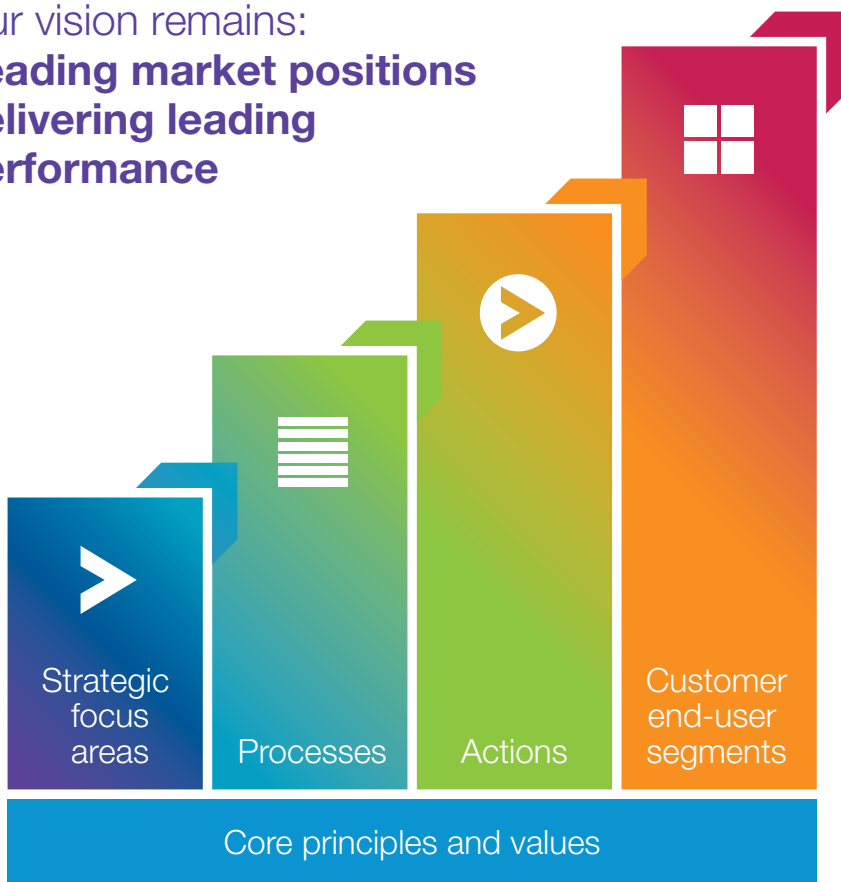 ur vision remains:
eading market positions
elivering leading
erformance
Strategic
focus
areas
Processes
Actions
Customer
end-user
segments
Core principles and values